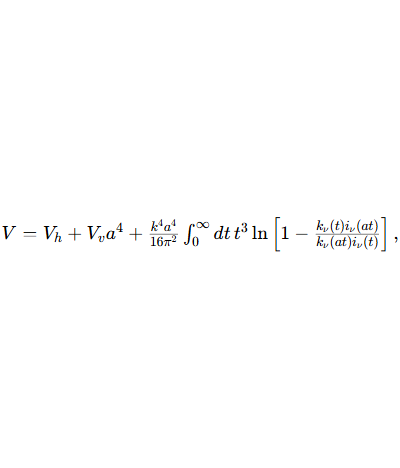 V = V_h + V_v a^4 + \frac{k^4 a^4}{16\pi^2} \int_0^\infty dt\, t^3 \ln \left[ 1 - \frac{k_\nu(t) i_\nu(at)}{k_\nu(at) i_\nu(t)} \right] ,